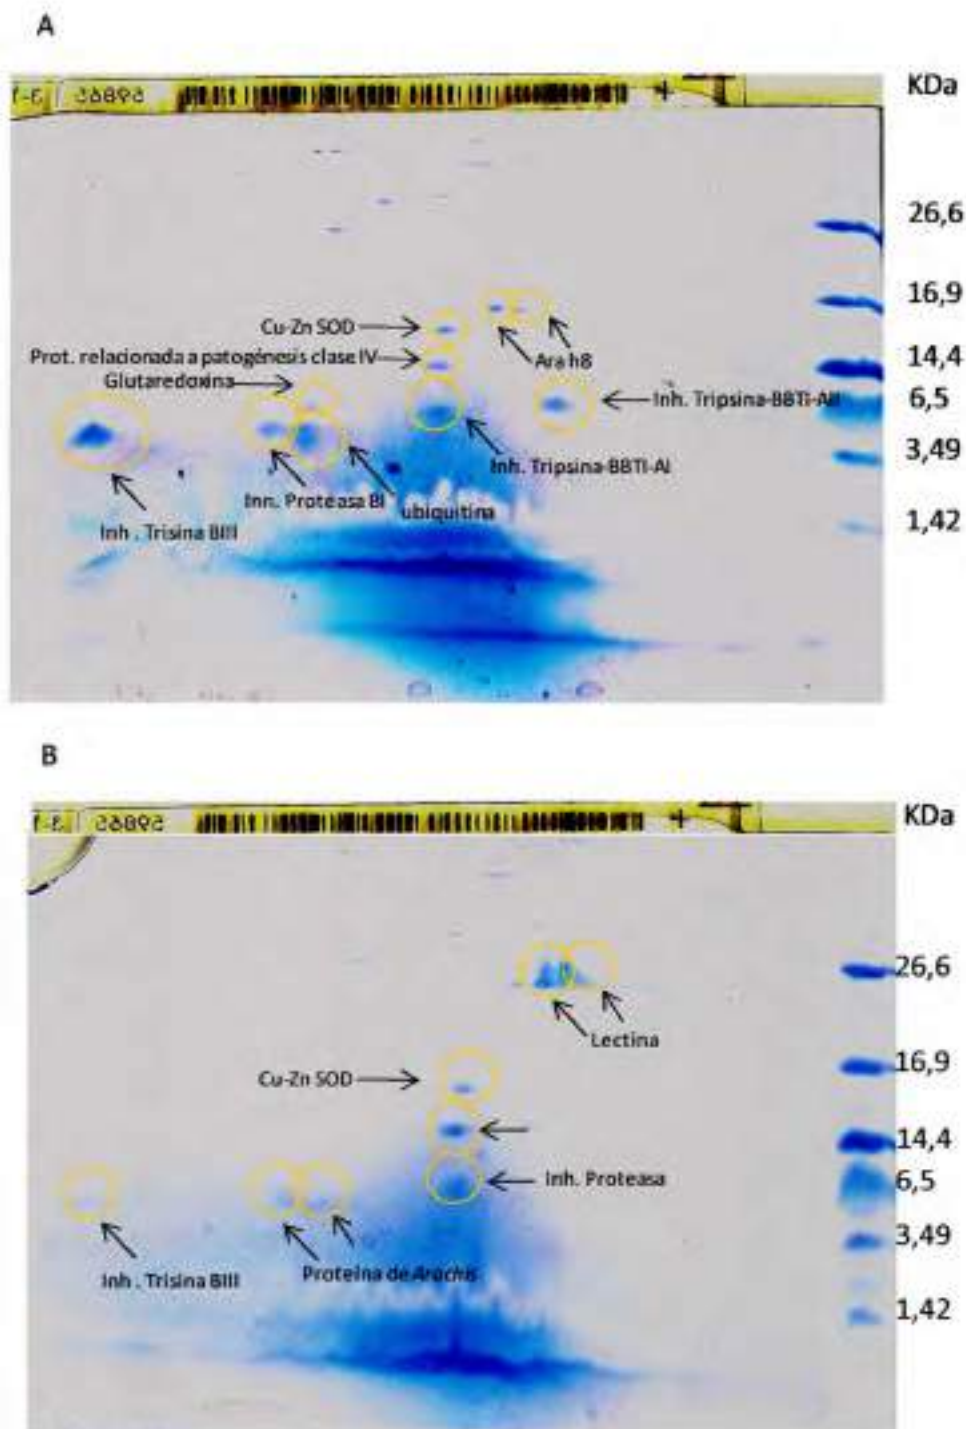 A
KDa
59865
26,6
16,9
Cu-Zn SOD
Prot. relacionada a patogénesis clase IV
Ara h8
14,4
Glutaredoxina
Inh. Tripsina-BBTI-AII
6,5
3,49
Inh. Tripsina-BBTI-AI
Inn. Proteasa BI
ubiquitina
1,42
Inh . Trisina BIII
B
KDa
59865
26,6
Lectina
16,9
Cu-Zn SOD
14,4
6,5
Inh. Proteasa
3,49
Inh . Trisina BIII
Proteína de Arachis
1,42